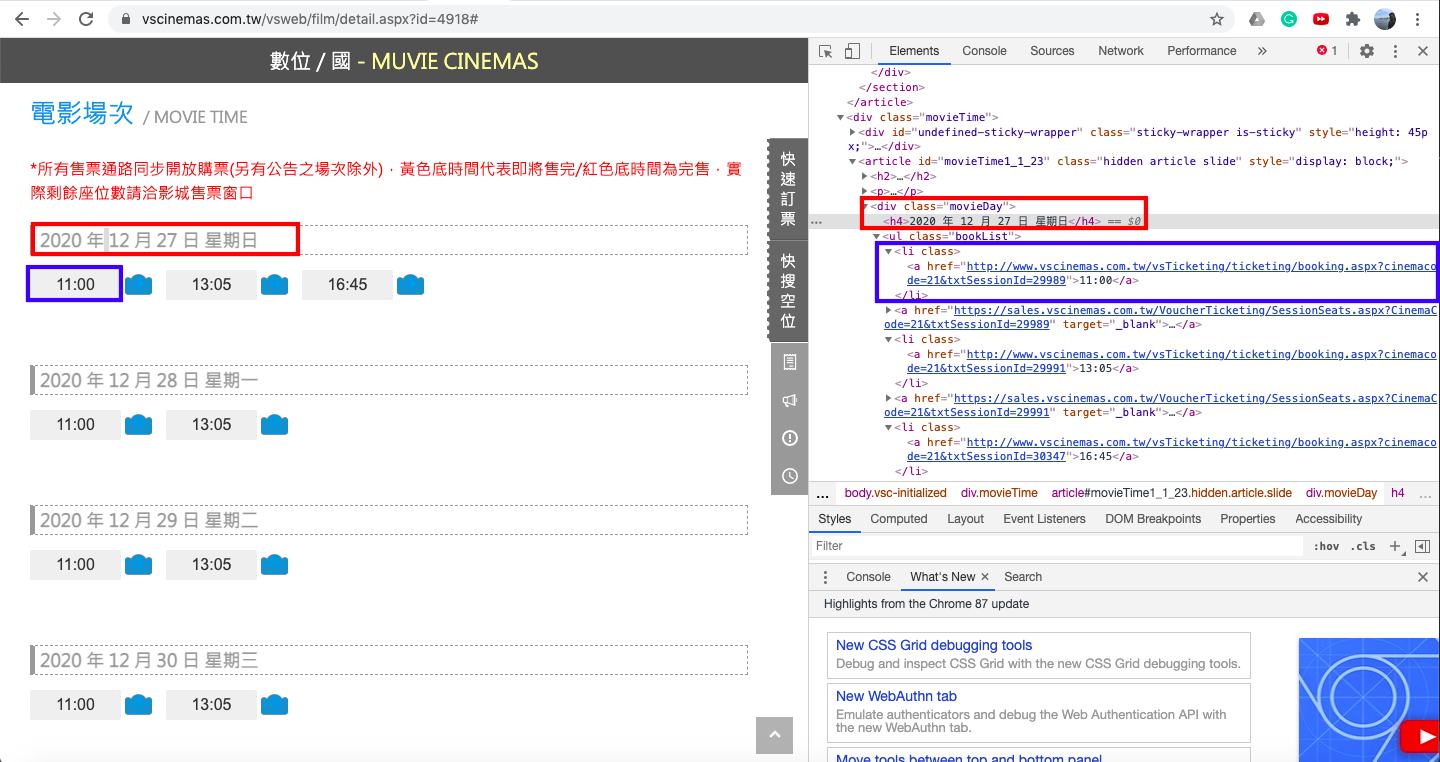 vscinemas.com.tw/vsweb/film/detail.aspx?id=4918#
數位 / 國 - MUVIE CINEMAS
電影場次 / MOVIE TIME
*所有售票通路同步開放購票(另有公告之場次除外)，黃色底時間代表即將售完/紅色底時間為完售，實
際剩餘座位數請洽影城售票窗口
2020 年 12 月 27 日 星期日
11:00 13:05 16:45
2020 年 12 月 28 日 星期一
11:00 13:05
2020 年 12 月 29 日 星期二
11:00 13:05
2020 年 12 月 30 日 星期三
11:00 13:05
快速訂票
快搜空位
Elements Console Sources Network Performance » 1
</div>
</section>
</article>
▼<div class="movieTime">
▶<div id="undefined-sticky-wrapper" class="sticky-wrapper is-sticky" style="height: 45p
x;">…</div>
▼<article id="movieTime1_1_23" class="hidden article slide" style="display: block;">
▶<h2>…</h2>
▶<p>…</p>
▼<div class="movieDay">
… <h4>2020 年 12 月 27 日 星期日</h4> == $0
▼<ul class="bookList">
▼<li class>
<a href="http://www.vscinemas.com.tw/vsTicketing/ticketing/booking.aspx?cinemaco
de=21&txtSessionId=29989">11:00</a>
</li>
▶<a href="https://sales.vscinemas.com.tw/VoucherTicketing/SessionSeats.aspx?CinemaC
ode=21&txtSessionId=29989" target="_blank">…</a>
▼<li class>
<a href="http://www.vscinemas.com.tw/vsTicketing/ticketing/booking.aspx?cinemaco
de=21&txtSessionId=29991">13:05</a>
</li>
▶<a href="https://sales.vscinemas.com.tw/VoucherTicketing/SessionSeats.aspx?CinemaC
ode=21&txtSessionId=29991" target="_blank">…</a>
▼<li class>
<a href="http://www.vscinemas.com.tw/vsTicketing/ticketing/booking.aspx?cinemaco
de=21&txtSessionId=30347">16:45</a>
</li>
… body.vsc-initialized div.movieTime article#movieTime1_1_23.hidden.article.slide div.movieDay h4 …
Styles Computed Layout Event Listeners DOM Breakpoints Properties Accessibility
Filter :hov .cls +
Console What's New × Search
Highlights from the Chrome 87 update
New CSS Grid debugging tools
Debug and inspect CSS Grid with the new CSS Grid debugging tools.
New WebAuthn tab
Emulate authenticators and debug the Web Authentication API with
the new WebAuthn tab.
Move tools between top and bottom panel